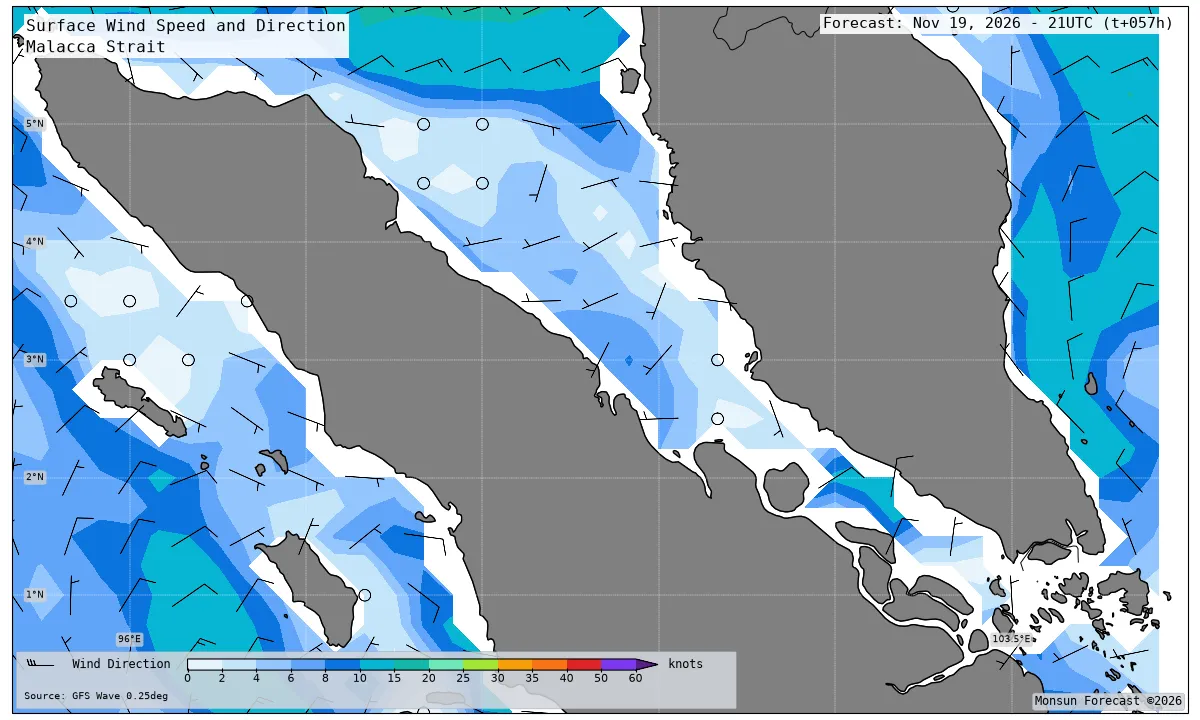 Surface Wind Speed and Direction
Malacca Strait
Forecast: Nov 19, 2026 - 21UTC (t+057h)
5°N
4°N
3°N
2°N
1°N
96°E
103.5°E
Wind Direction
knots
0 2 4 6 8 10 15 20 25 30 35 40 50 60
Source: GFS Wave 0.25deg
Monsun Forecast ©2026